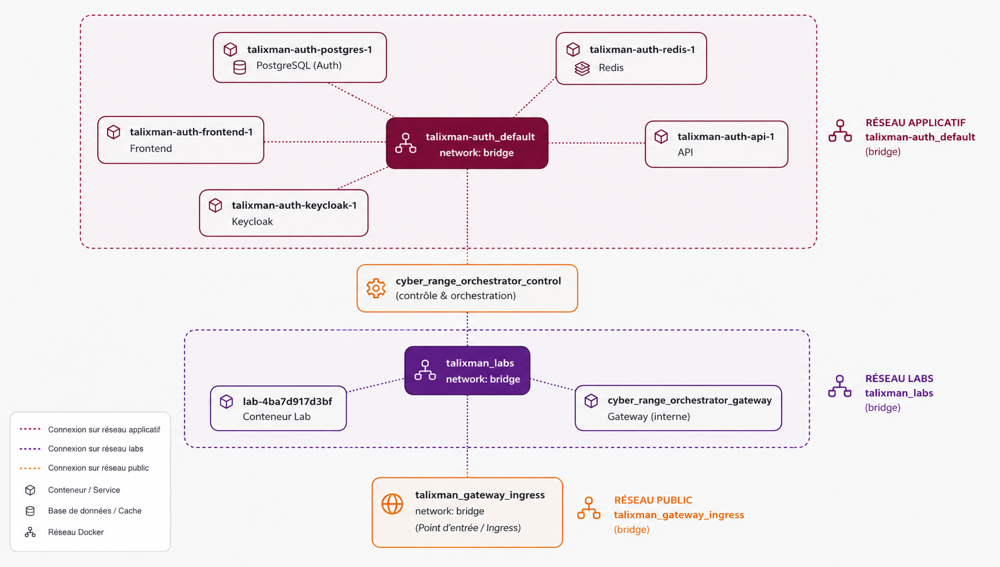 talixman-auth-postgres-1
PostgreSQL (Auth)
talixman-auth-redis-1
Redis
talixman-auth-frontend-1
Frontend
talixman-auth_default
network: bridge
talixman-auth-api-1
API
RÉSEAU APPLICATIF
talixman-auth_default
(bridge)
talixman-auth-keycloak-1
Keycloak
cyber_range_orchestrator_control
(contrôle & orchestration)
talixman_labs
network: bridge
lab-4ba7d917d3bf
Conteneur Lab
cyber_range_orchestrator_gateway
Gateway (interne)
RÉSEAU LABS
talixman_labs
(bridge)
Connexion sur réseau applicatif
Connexion sur réseau labs
Connexion sur réseau public
Conteneur / Service
Base de données / Cache
Réseau Docker
talixman_gateway_ingress
network: bridge
(Point d'entrée / Ingress)
RÉSEAU PUBLIC
talixman_gateway_ingress
(bridge)